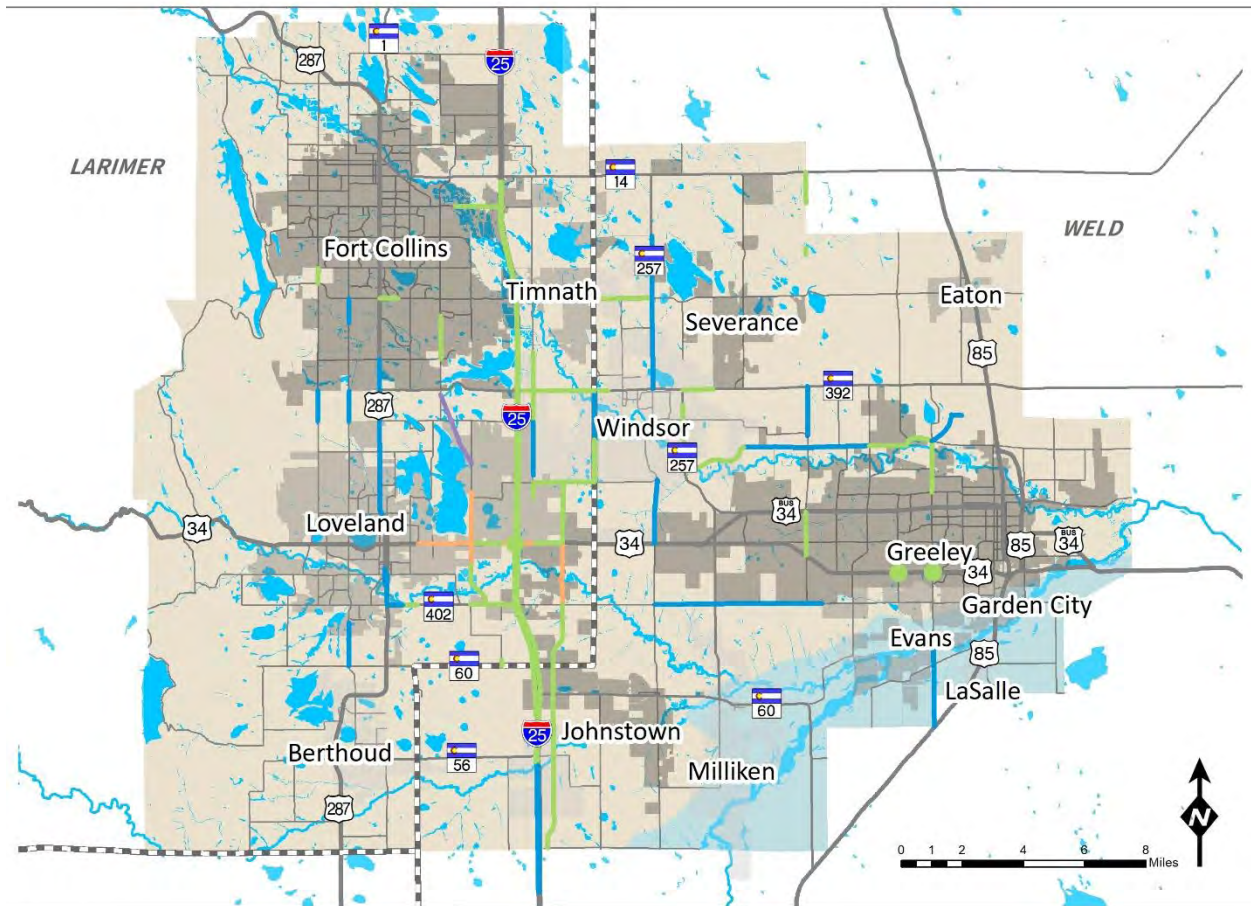 1
287
25
LARIMER
14
WELD
Fort Collins
257
Timnath
Eaton
Severance
85
392
287
25
Windsor
257
BUS
34
34
Loveland
34
Greeley
85
BUS
34
34
Garden City
402
Evans
85
60
LaSalle
60
25
Johnstown
Berthoud
56
Milliken
287
N
0 1 2 4 6 8
Miles